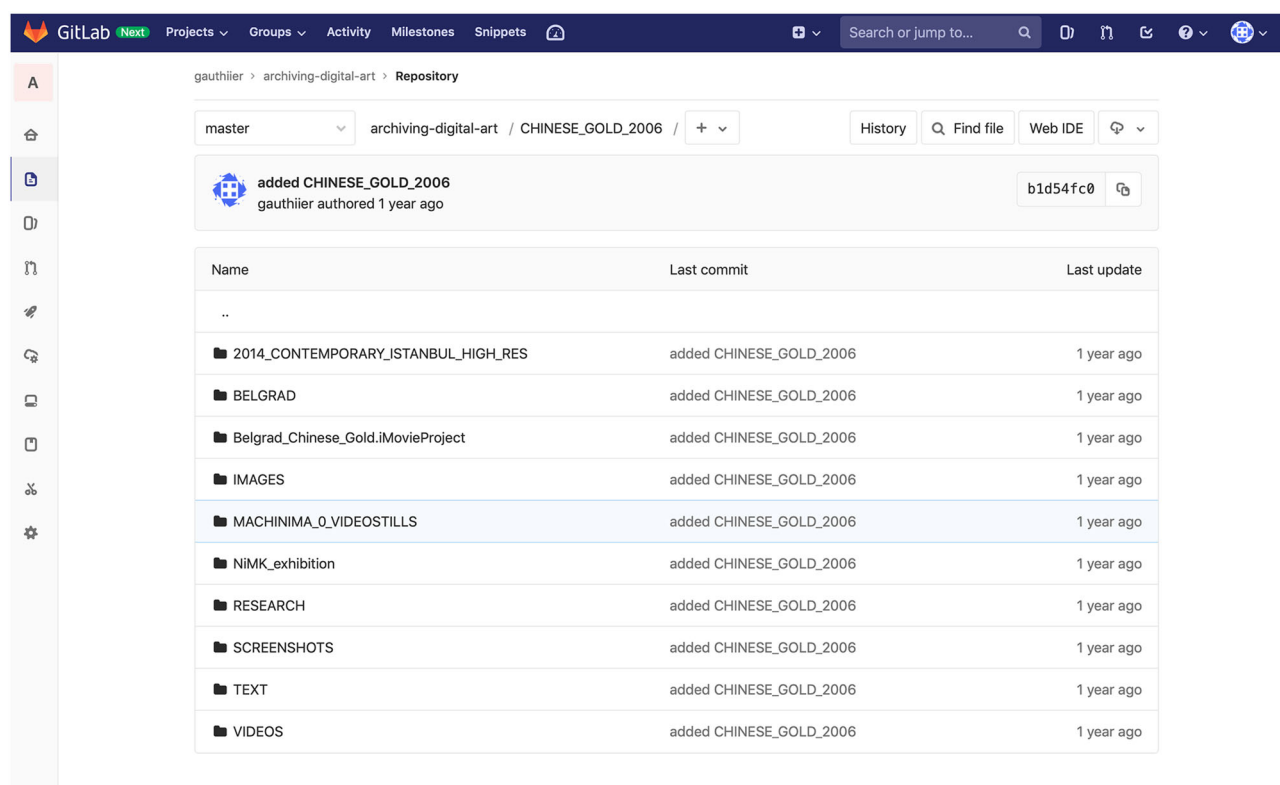 GitLab Next Projects Groups Activity Milestones Snippets Search or jump to...
A
gauthiier > archiving-digital-art > Repository
master archiving-digital-art / CHINESE_GOLD_2006 / + History Find file Web IDE
added CHINESE_GOLD_2006
gauthiier authored 1 year ago
b1d54fc0
Name Last commit Last update
..
2014_CONTEMPORARY_ISTANBUL_HIGH_RES added CHINESE_GOLD_2006 1 year ago
BELGRAD added CHINESE_GOLD_2006 1 year ago
Belgrad_Chinese_Gold.iMovieProject added CHINESE_GOLD_2006 1 year ago
IMAGES added CHINESE_GOLD_2006 1 year ago
MACHINIMA_0_VIDEOSTILLS added CHINESE_GOLD_2006 1 year ago
NiMK_exhibition added CHINESE_GOLD_2006 1 year ago
RESEARCH added CHINESE_GOLD_2006 1 year ago
SCREENSHOTS added CHINESE_GOLD_2006 1 year ago
TEXT added CHINESE_GOLD_2006 1 year ago
VIDEOS added CHINESE_GOLD_2006 1 year ago